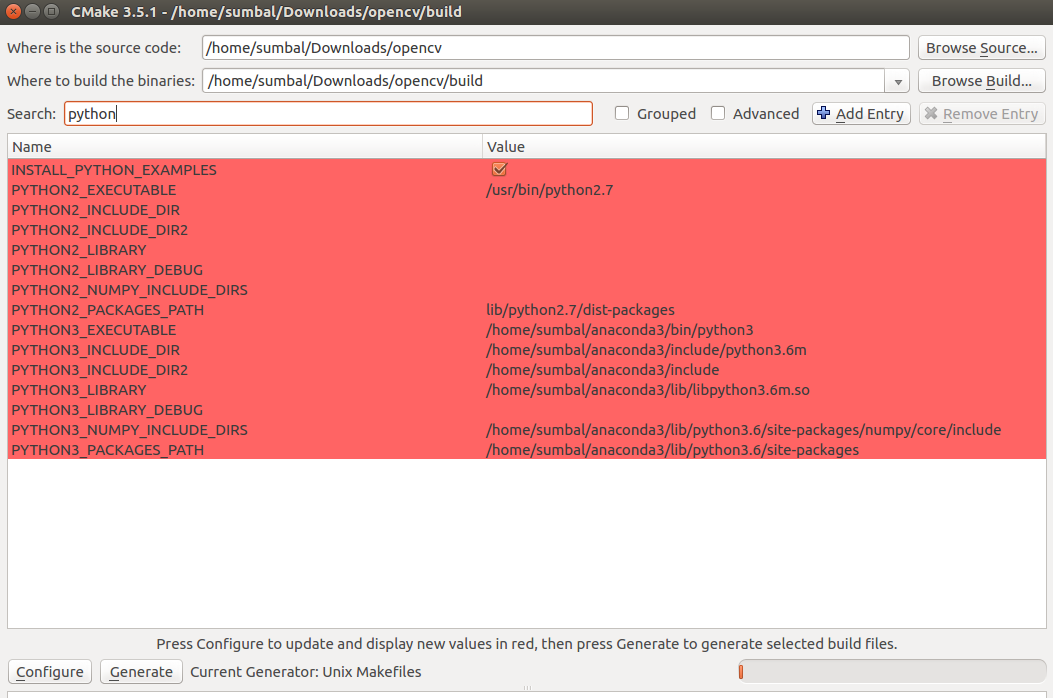 CMake 3.5.1 - /home/sumbal/Downloads/opencv/build
Where is the source code: /home/sumbal/Downloads/opencv Browse Source...
Where to build the binaries: /home/sumbal/Downloads/opencv/build Browse Build...
Search: python Grouped Advanced Add Entry Remove Entry
Name Value
INSTALL_PYTHON_EXAMPLES
PYTHON2_EXECUTABLE /usr/bin/python2.7
PYTHON2_INCLUDE_DIR
PYTHON2_INCLUDE_DIR2
PYTHON2_LIBRARY
PYTHON2_LIBRARY_DEBUG
PYTHON2_NUMPY_INCLUDE_DIRS
PYTHON2_PACKAGES_PATH lib/python2.7/dist-packages
PYTHON3_EXECUTABLE /home/sumbal/anaconda3/bin/python3
PYTHON3_INCLUDE_DIR /home/sumbal/anaconda3/include/python3.6m
PYTHON3_INCLUDE_DIR2 /home/sumbal/anaconda3/include
PYTHON3_LIBRARY /home/sumbal/anaconda3/lib/libpython3.6m.so
PYTHON3_LIBRARY_DEBUG
PYTHON3_NUMPY_INCLUDE_DIRS /home/sumbal/anaconda3/lib/python3.6/site-packages/numpy/core/include
PYTHON3_PACKAGES_PATH /home/sumbal/anaconda3/lib/python3.6/site-packages
Press Configure to update and display new values in red, then press Generate to generate selected build files.
Configure Generate Current Generator: Unix Makefiles